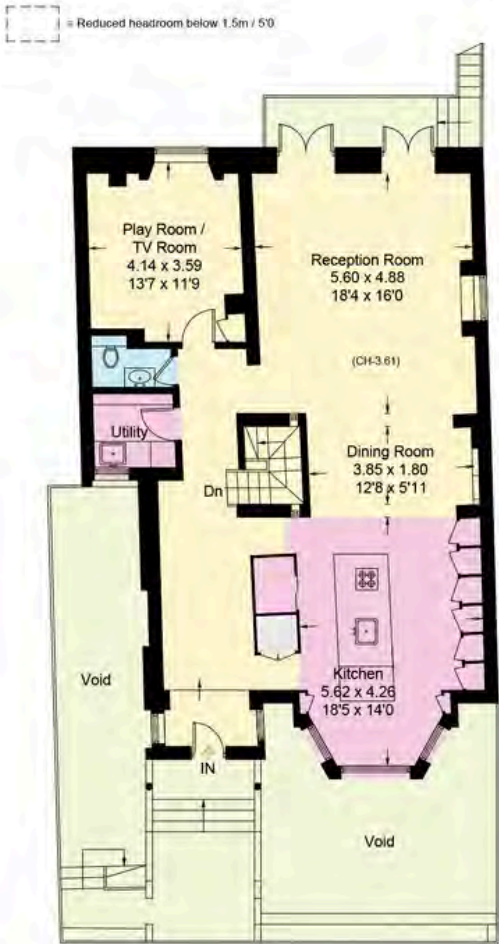 = Reduced headroom below 1.5m / 5'0
Play Room /
TV Room
4.14 x 3.59
13'7 x 11'9
Reception Room
5.60 x 4.88
18'4 x 16'0
(CH-3.61)
Utility
Dining Room
3.85 x 1.80
12'8 x 5'11
Dn
Void
Kitchen
5.62 x 4.26
18'5 x 14'0
IN
Void